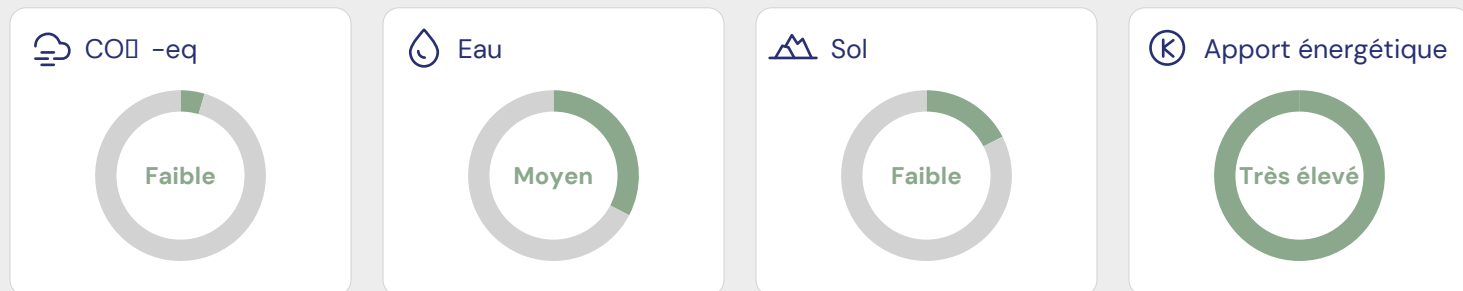 CO▯ -eq
Eau
Sol
Apport énergétique
Faible
Moyen
Faible
Très élevé